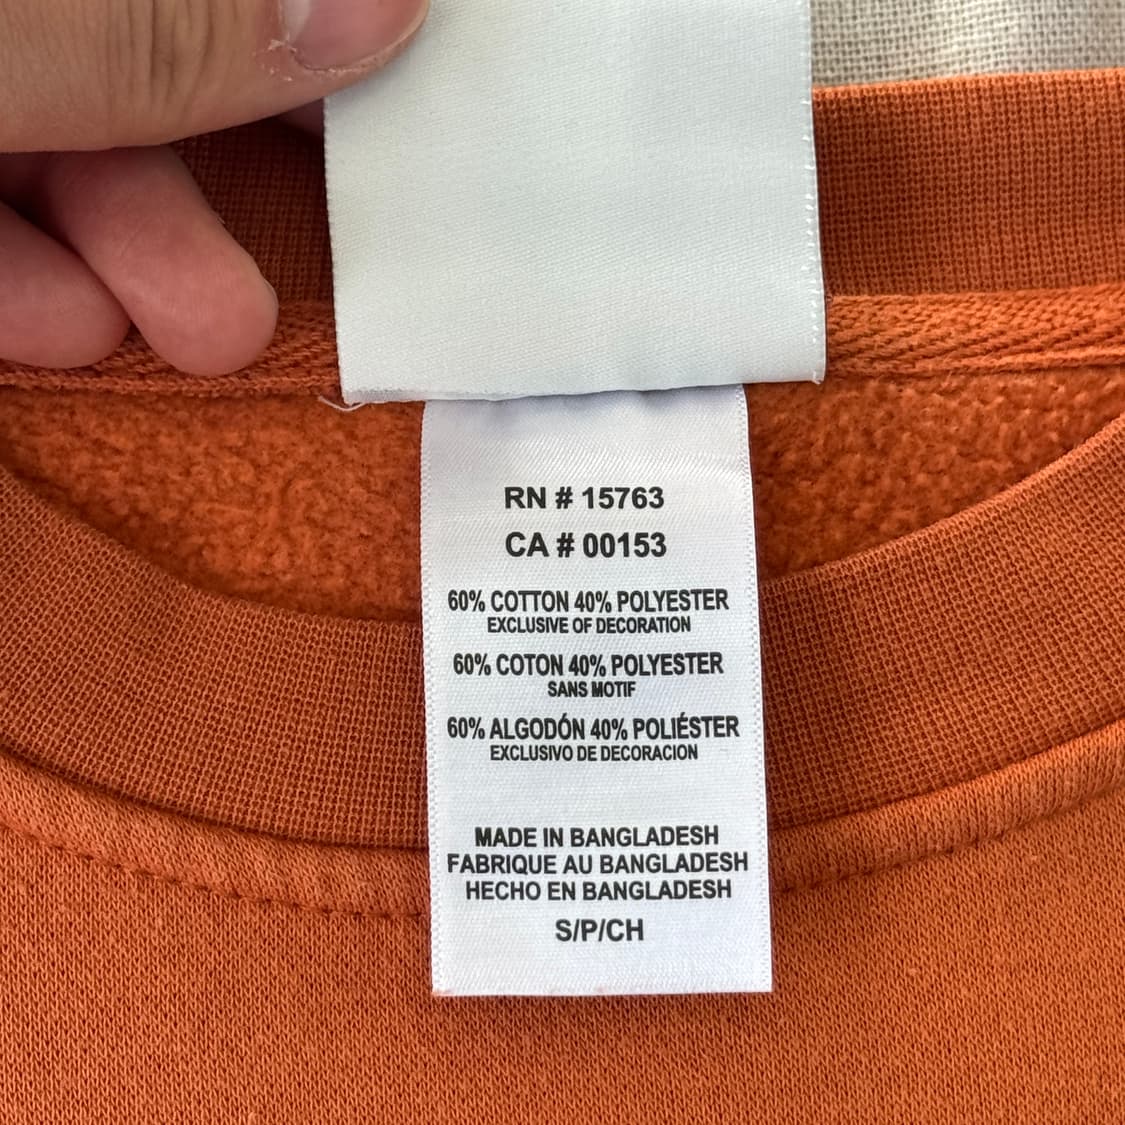 RN # 15763
CA # 00153
60% COTTON 40% POLYESTER
EXCLUSIVE OF DECORATION
60% COTON 40% POLYESTER
SANS MOTIF
60% ALGODÓN 40% POLIÉSTER
EXCLUSIVO DE DECORACION
MADE IN BANGLADESH
FABRIQUE AU BANGLADESH
HECHO EN BANGLADESH
S/P/CH